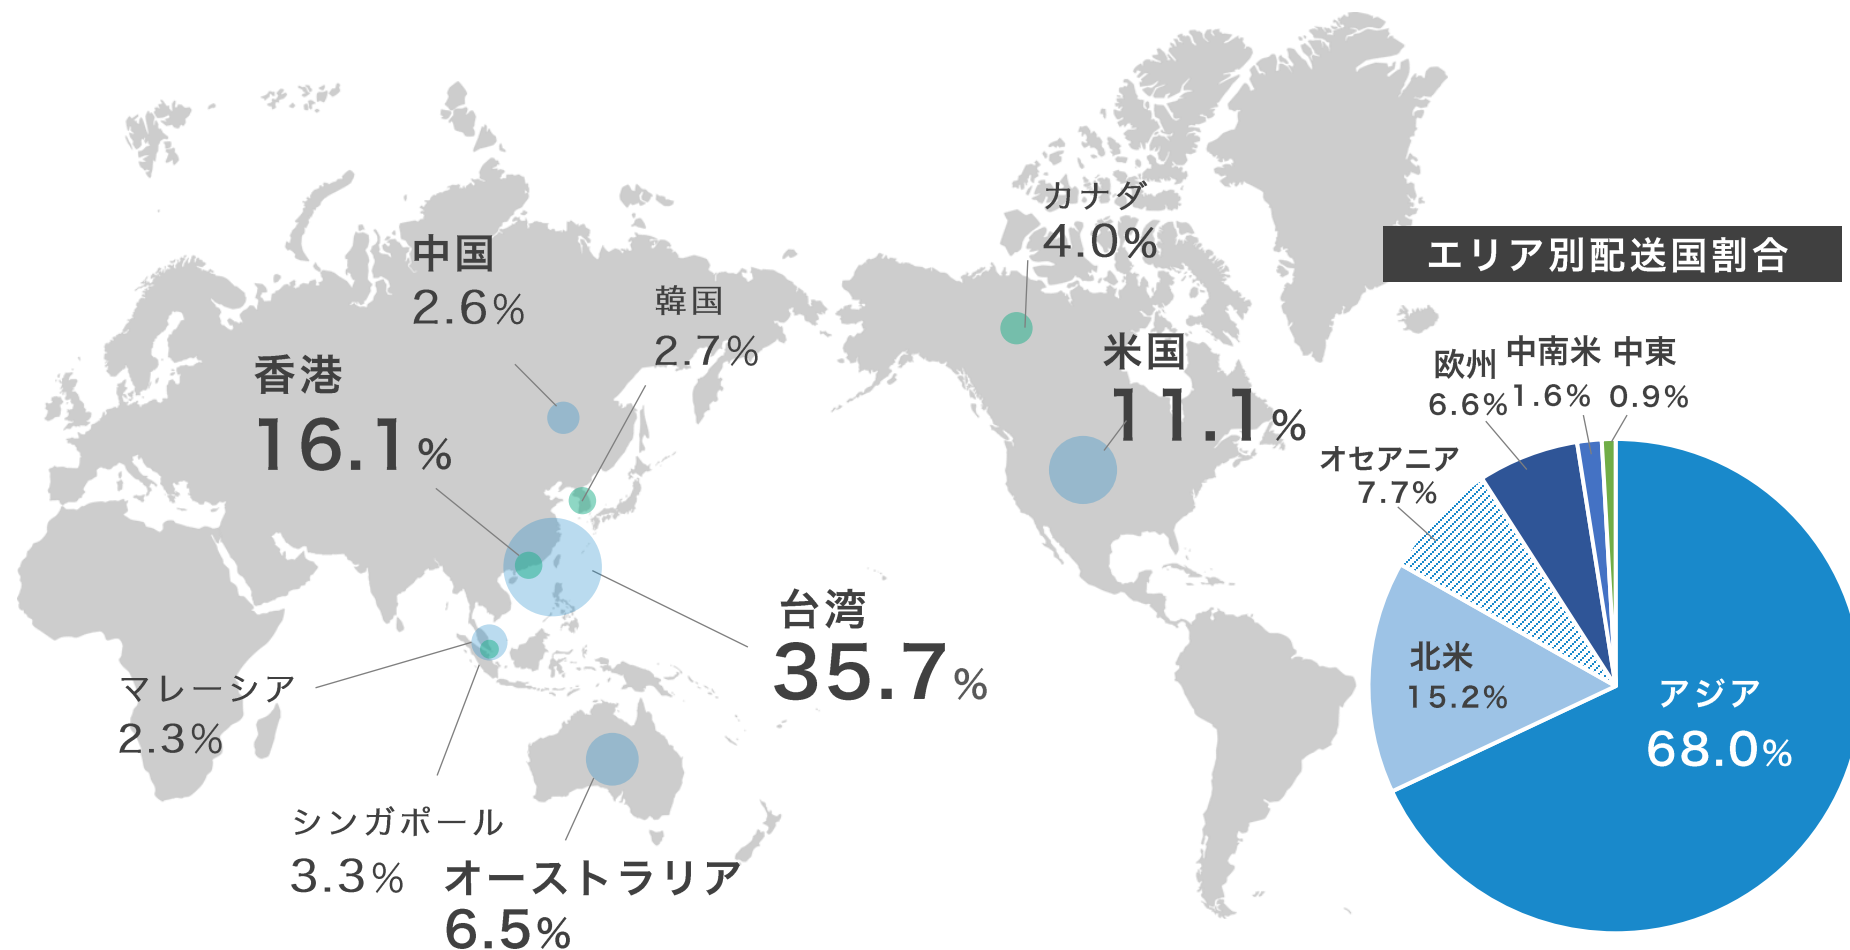 カナダ
4.0%
中国
2.6%
韓国
2.7%
香港
16.1%
米国
11.1%
台湾
35.7%
マレーシア
2.3%
シンガポール
3.3%
オーストラリア
6.5%
エリア別配送国割合
欧州
6.6%
中南米
1.6%
中東
0.9%
オセアニア
7.7%
北米
15.2%
アジア
68.0%